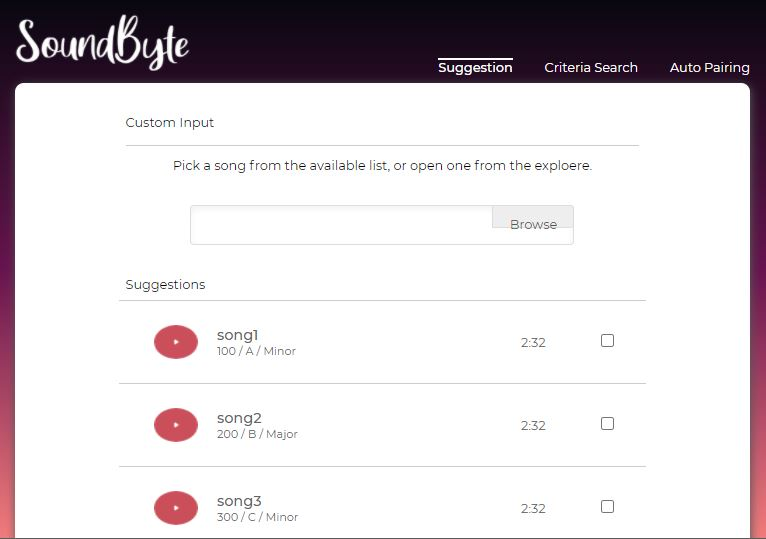 SoundByte
Suggestion Criteria Search Auto Pairing
Custom Input
Pick a song from the available list, or open one from the exploere.
Browse
Suggestions
song1
100 / A / Minor
2:32
song2
200 / B / Major
2:32
song3
300 / C / Minor
2:32